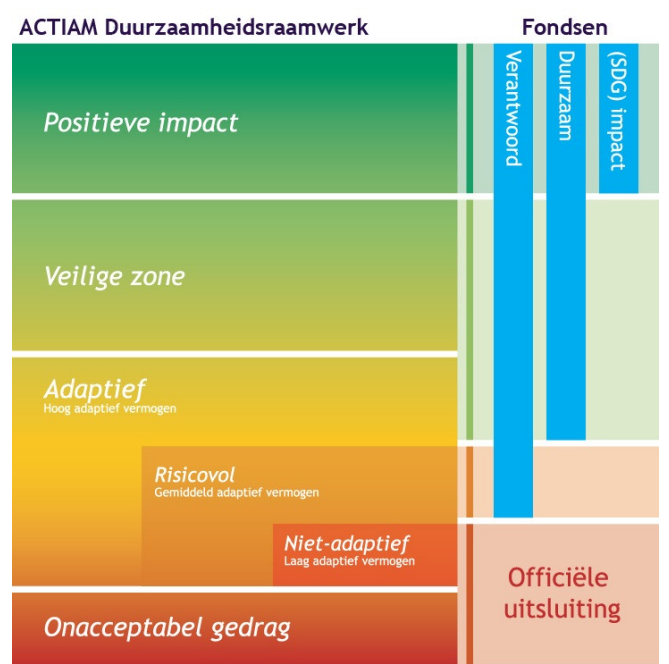 ACTIAM Duurzaamheidsraamwerk
Fondsen
Verantwoord
Duurzaam
(SDG) impact
Positieve impact
Veilige zone
Adaptief
Hoog adaptief vermogen
Risicovol
Gemiddeld adaptief vermogen
Niet-adaptief
Laag adaptief vermogen
Officiële
uitsluiting
Onacceptabel gedrag